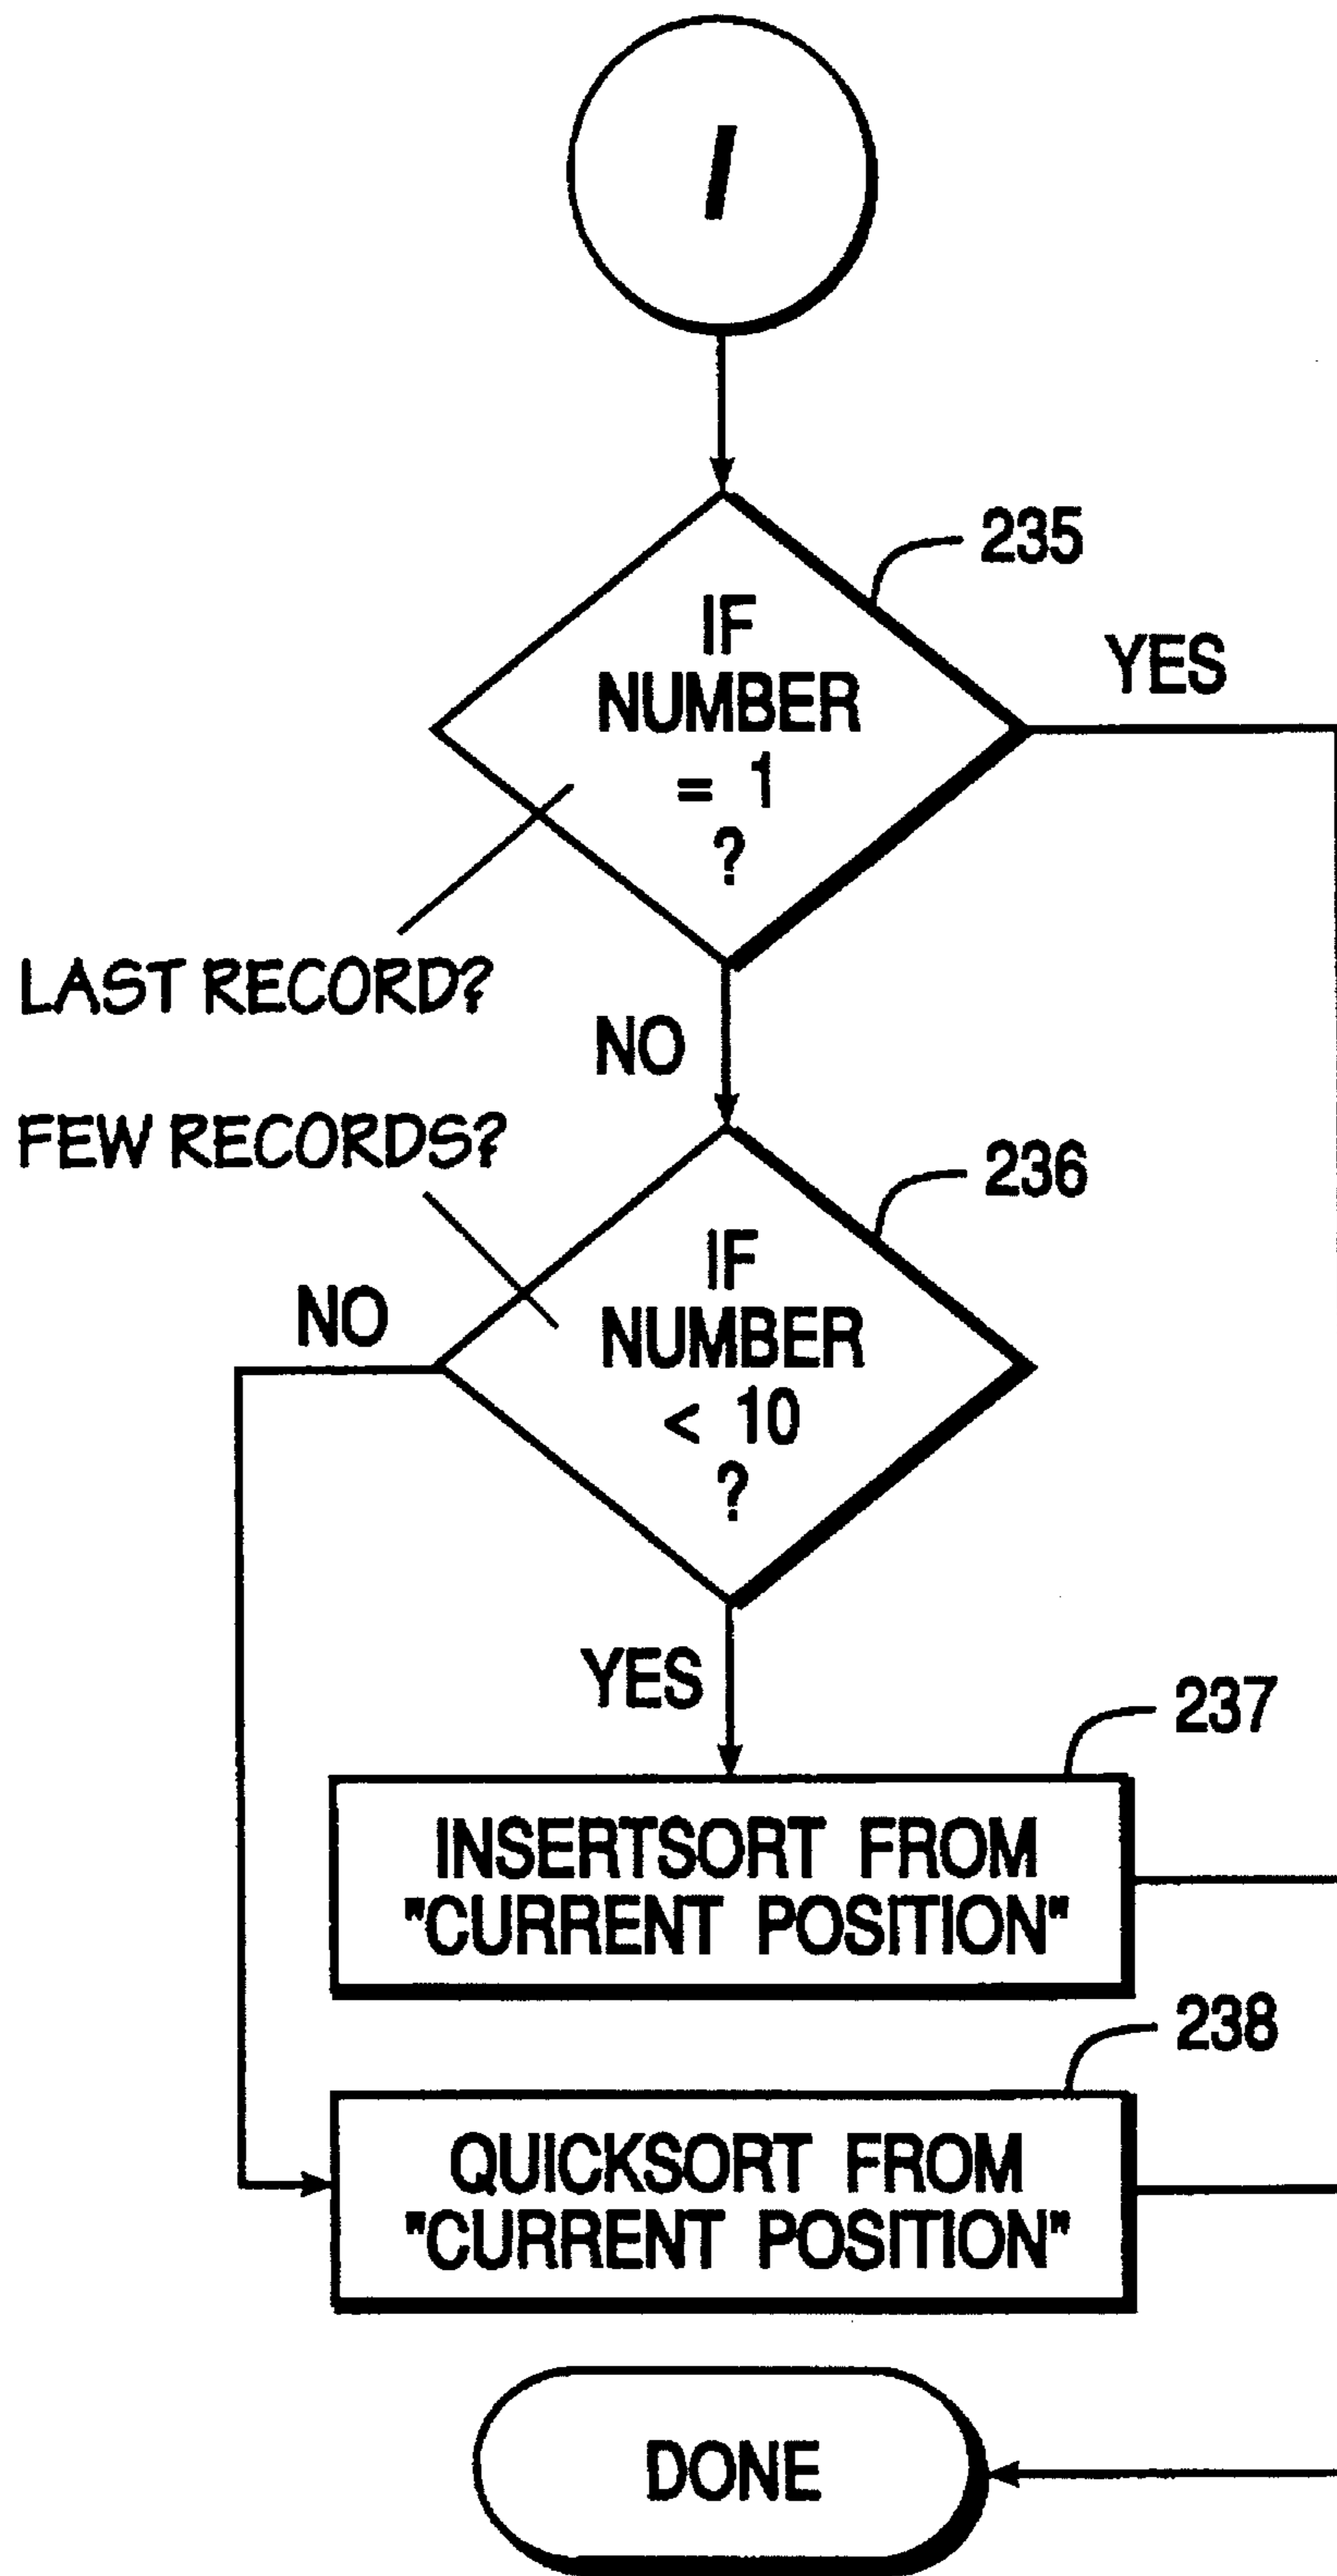 I
235
IF
NUMBER
= 1
?
YES
LAST RECORD?
NO
FEW RECORDS?
236
IF
NUMBER
< 10
?
NO
YES
237
INSERTSORT FROM
"CURRENT POSITION"
238
QUICKSORT FROM
"CURRENT POSITION"
DONE